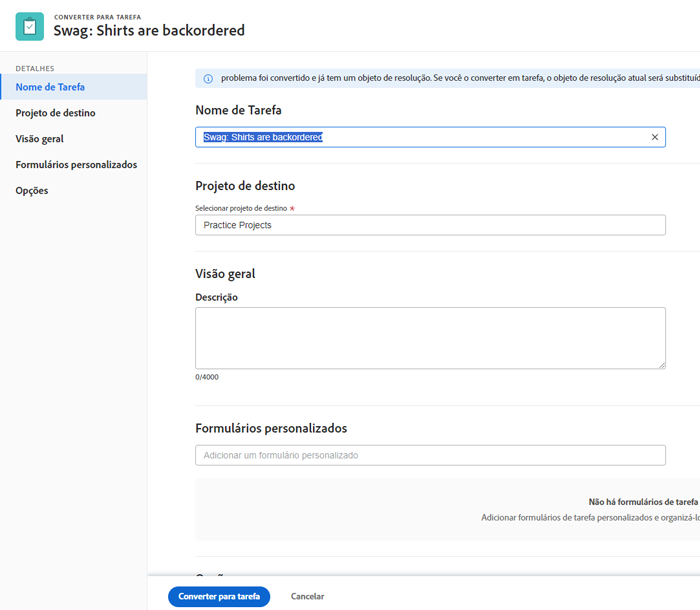 CONVERTER PARA TAREFA
Swag: Shirts are backordered
DETALHES
Nome de Tarefa
Projeto de destino
Visão geral
Formulários personalizados
Opções
problema foi convertido e já tem um objeto de resolução. Se você o converter em tarefa, o objeto de resolução atual será
Nome de Tarefa
Swag: Shirts are backordered
Projeto de destino
Selecionar projeto de destino *
Practice Projects
Visão geral
Descrição
0/4000
Formulários personalizados
Adicionar um formulário personalizado
Não há formulários de tarefa
Adicionar formulários de tarefa personalizados e
Converter para tarefa
Cancelar